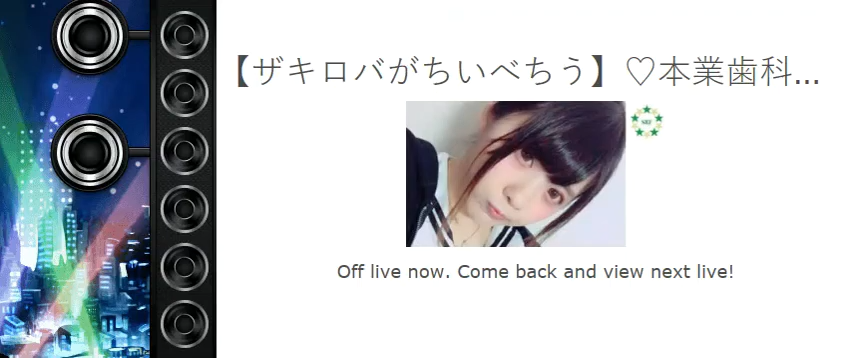 【ザキロバがちいべちう】♡本業歯科...
Off live now. Come back and view next live!